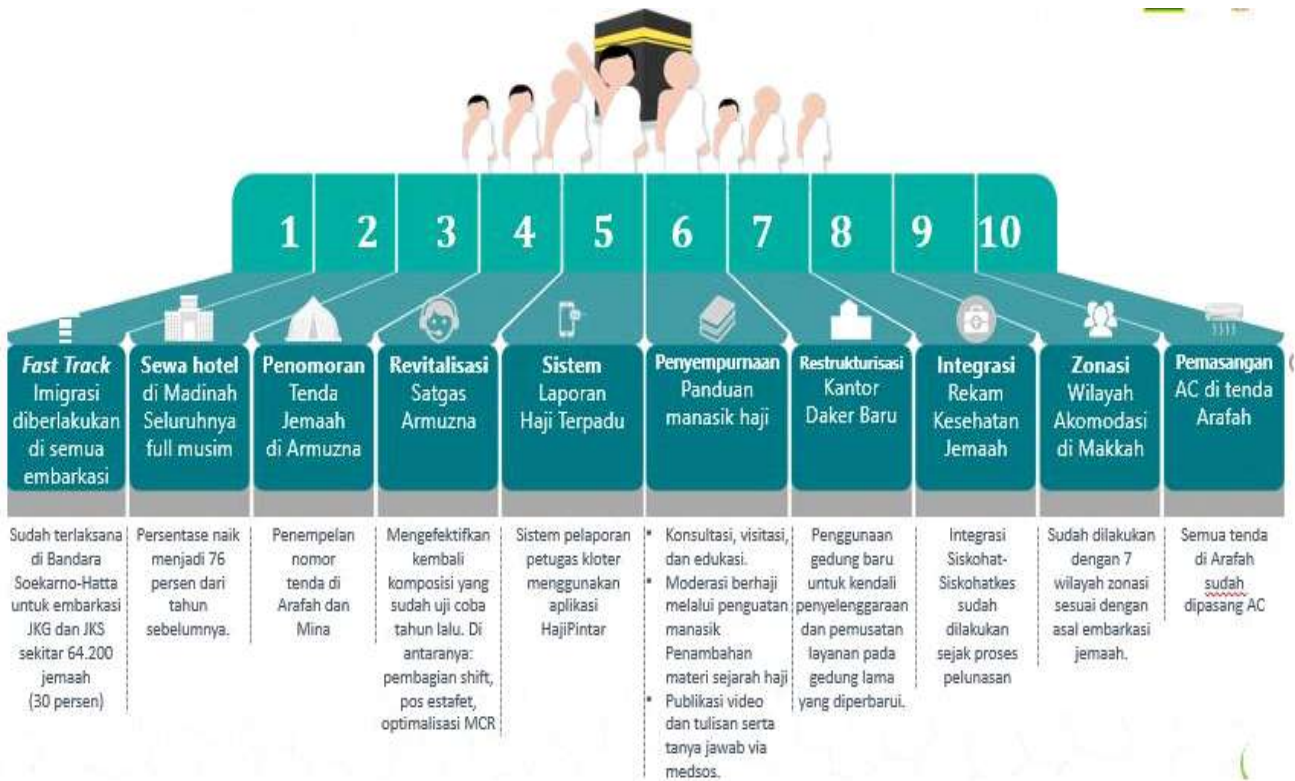 1
2
3
4
5
6
7
8
9
10
Fast Track
Imigrasi
diberlakukan
di semua
embarkasi
Sewa hotel
di Madinah
Seluruhnya
full musim
Penomoran
Tenda
Jemaah
di Armuzna
Revitalisasi
Satgas
Armuzna
Sistem
Laporan
Haji Terpadu
Penyempurnaan
Panduan
manasik haji
Restrukturisasi
Kantor
Daker Baru
Integrasi
Rekam
Kesehatan
Jemaah
Zonasi
Wilayah
Akomodasi
di Makkah
Pemasangan
AC di tenda
Arafah
Sudah terlaksana
di Bandara
Soekarno-Hatta
untuk embarkasi
JKG dan JKS
sekitar 64.200
jemaah
(30 persen)
Persentase naik
menjadi 76
persen dari
tahun
sebelumnya.
Penempelan
nomor
tenda di
Arafah dan
Mina
Mengefektifkan
kembali
komposisi yang
sudah uji coba
tahun lalu. Di
antaranya:
pembagian shift,
pos estafet,
optimalisasi MCR
Sistem pelaporan
petugas kloter
menggunakan
aplikasi
HajiPintar
• Konsultasi, visitasi,
dan edukasi.
• Moderasi berhaji
melalui penguatan
manasik
Penambahan
materi sejarah haji
• Publikasi video
dan tulisan serta
tanya jawab via
medsos.
Penggunaan
gedung baru
untuk kendali
penyelenggaraan
dan pemusatan
layanan pada
gedung lama
yang diperbarui.
Integrasi
Siskohat-
Siskohatkes
sudah
dilakukan
sejak proses
pelunasan
Sudah dilakukan
dengan 7
wilayah zonasi
sesuai dengan
asal embarkasi
jemaah.
Semua tenda
di Arafah
sudah
dipasang AC